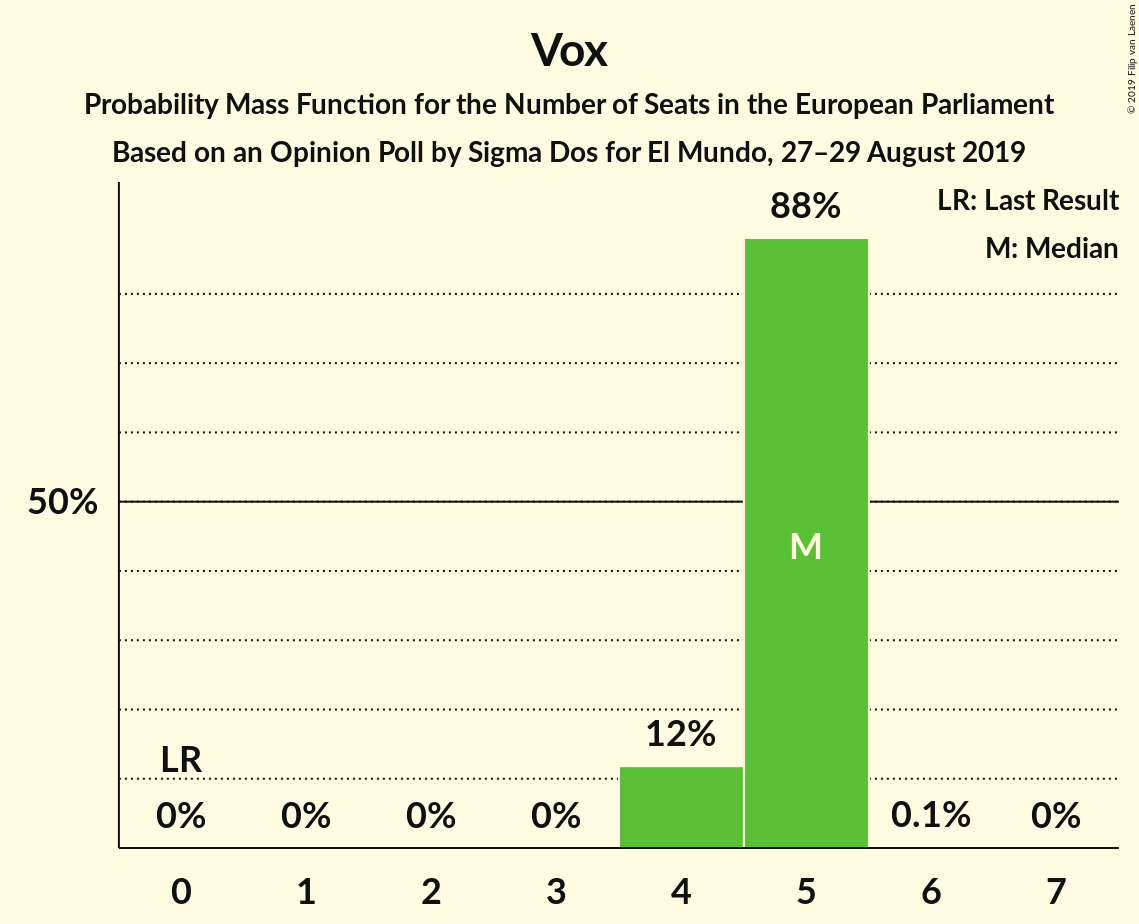 Vox
Probability Mass Function for the Number of Seats in the European Parliament
Based on an Opinion Poll by Sigma Dos for El Mundo, 27–29 August 2019
© 2019 Filip van Laenen
LR: Last Result
M: Median
88%
50%
M
12%
LR
0%
0%
0%
0%
0.1%
0%
0 1 2 3 4 5 6 7